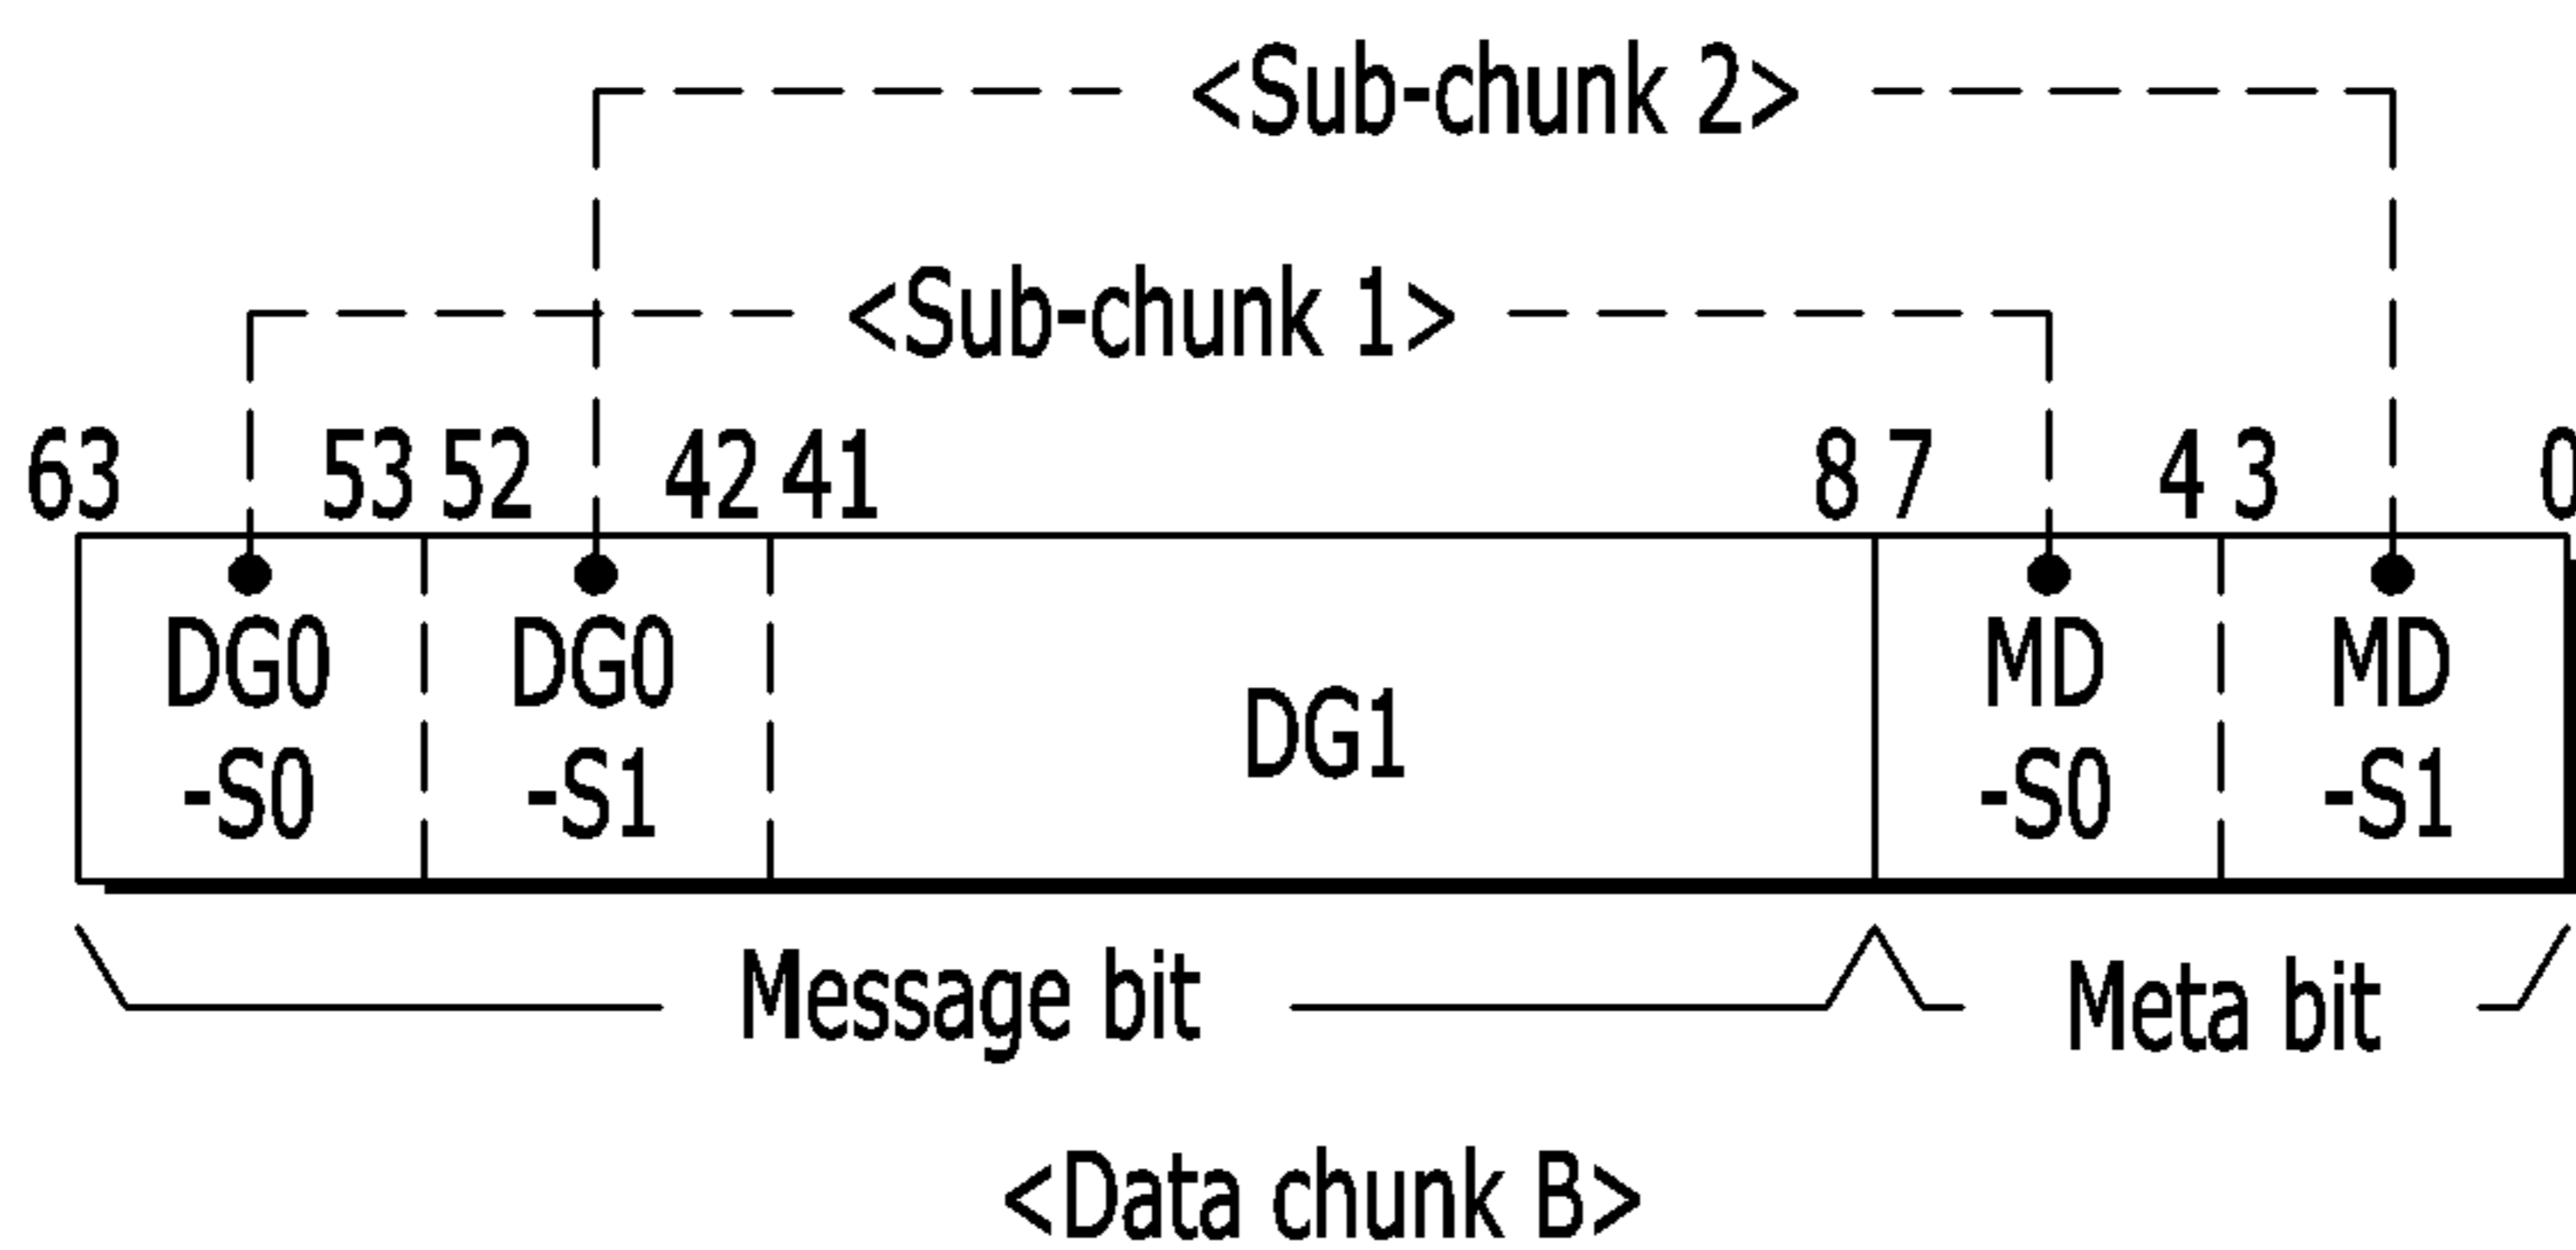 <Sub-chunk 2>
<Sub-chunk 1>
63 53 52 42 41 8 7 4 3 0
DG0 DG0 MD MD
-S0 -S1 DG1 -S0 -S1
Message bit Meta bit
<Data chunk B>